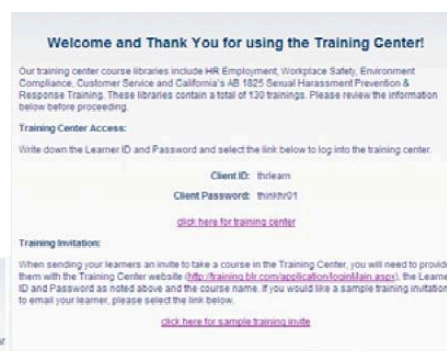 Welcome and Thank You for using the Training Center!
Our training center course libraries include HR Employment, Workplace Safety, Environment
Compliance, Customer Service and California's AB 1825 Sexual Harassment Prevention &
Response Training. These libraries contain a total of 130 trainings. Please review the information
below before proceeding.
Training Center Access:
Write down the Learner ID and Password and select the link below to log into the training center.
Client ID: thrlearn
Client Password: thinkhr01
click here for training center
Training Invitation:
When sending your learners an invite to take a course in the Training Center, you will need to provide
them with the Training Center website (http://training.blr.com/application/loginMain.aspx), the Learne
ID and Password as noted above and the course name. If you would like a sample training invitation
to email your learner, please select the link below.
click here for sample training invite